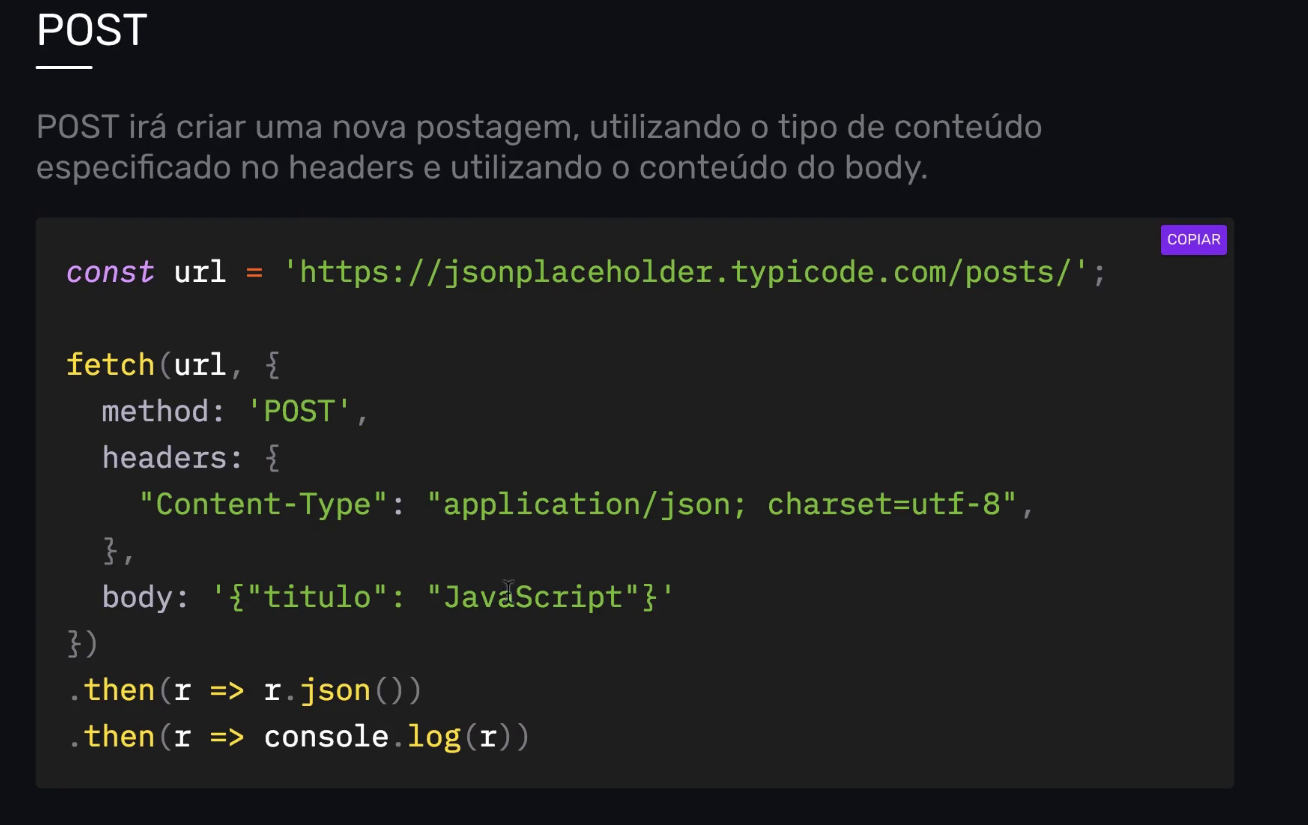 POST
POST irá criar uma nova postagem, utilizando o tipo de conteúdo
especificado no headers e utilizando o conteúdo do body.
COPIAR
const url = 'https://jsonplaceholder.typicode.com/posts/';
fetch(url, {
  method: 'POST',
  headers: {
    "Content-Type": "application/json; charset=utf-8",
  },
  body: '{"titulo": "JavaScript"}'
})
.then(r => r.json())
.then(r => console.log(r))